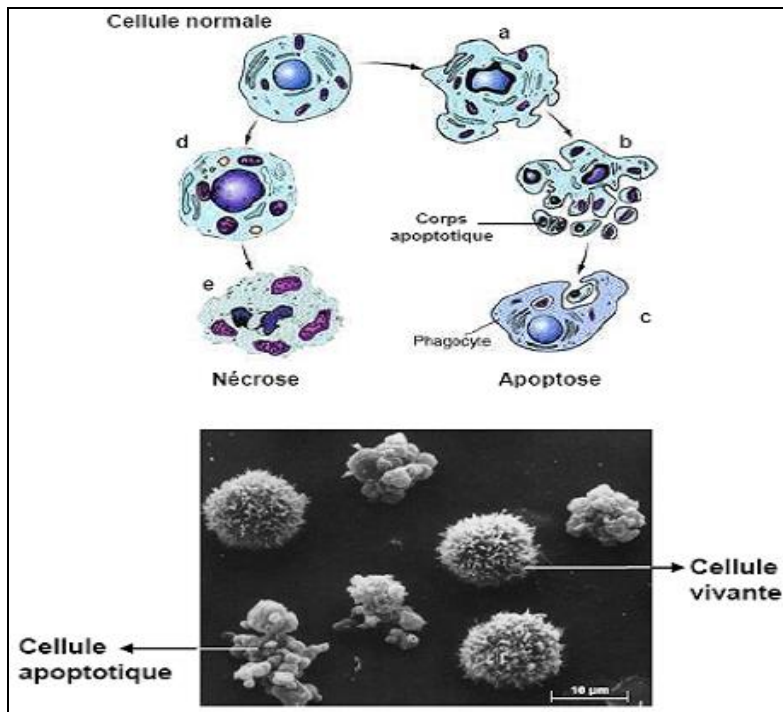 Cellule normale
a
d
b
Corps
apoptotique
e
c
Phagocyte
Nécrose
Apoptose
Cellule
vivante
Cellule
apoptotique
10 µm